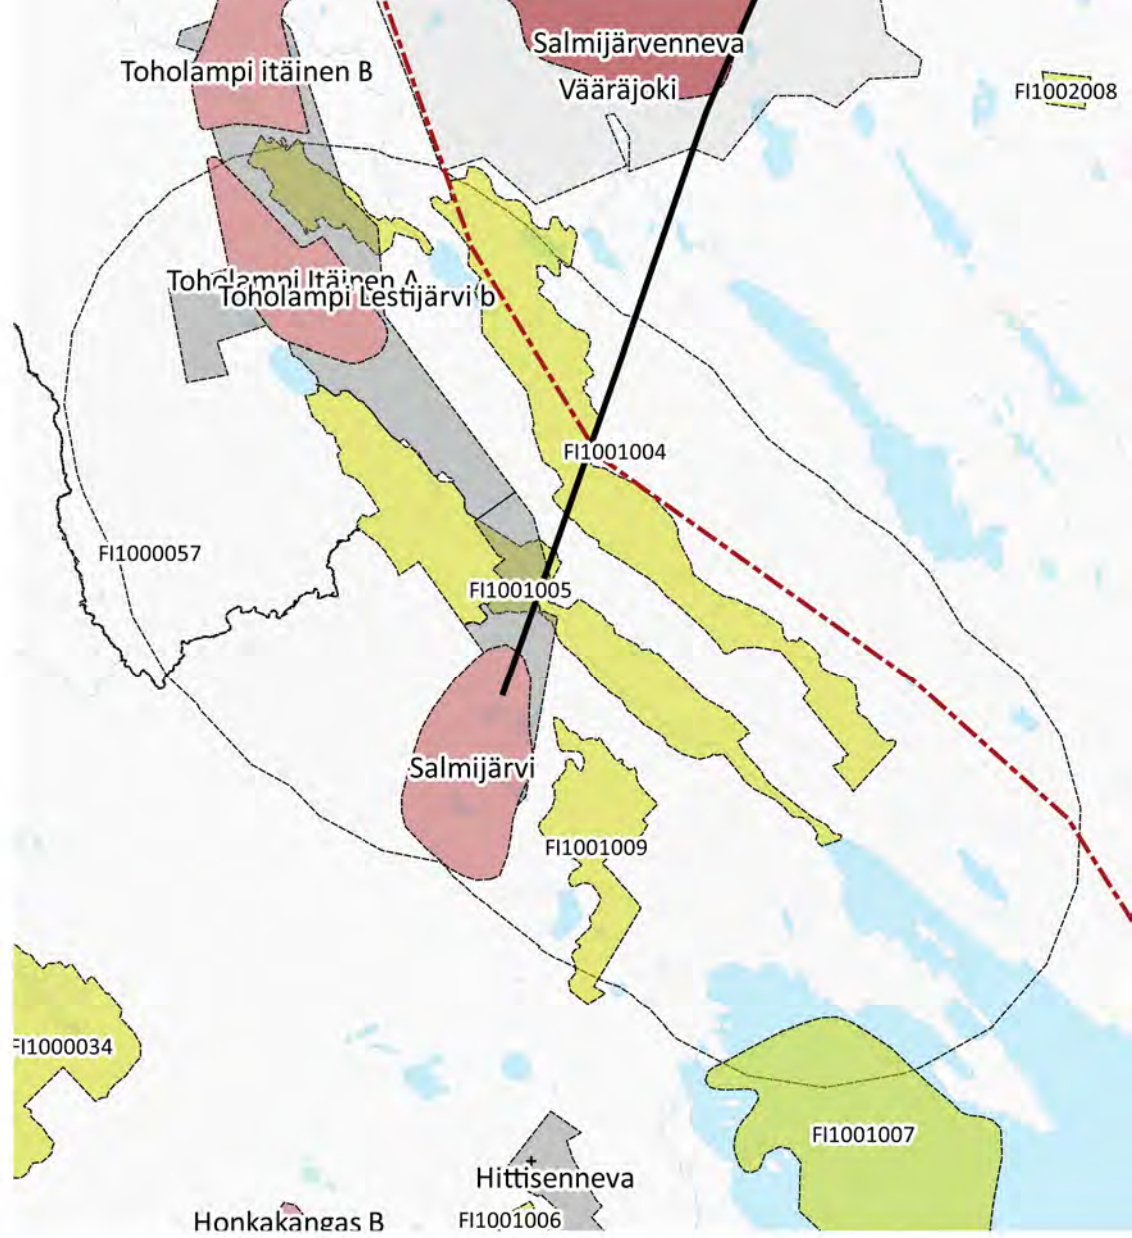 Salmijärvenneva
Toholampi itäinen B
Vääräjoki
FI1002008
Toholampi Itäinen A
Toholampi Lestijärvi b
FI1001004
FI1000057
FI1001005
Salmijärvi
FI1001009
FI1000034
FI1001007
Hittisenneva
Honkakangas B
FI1001006